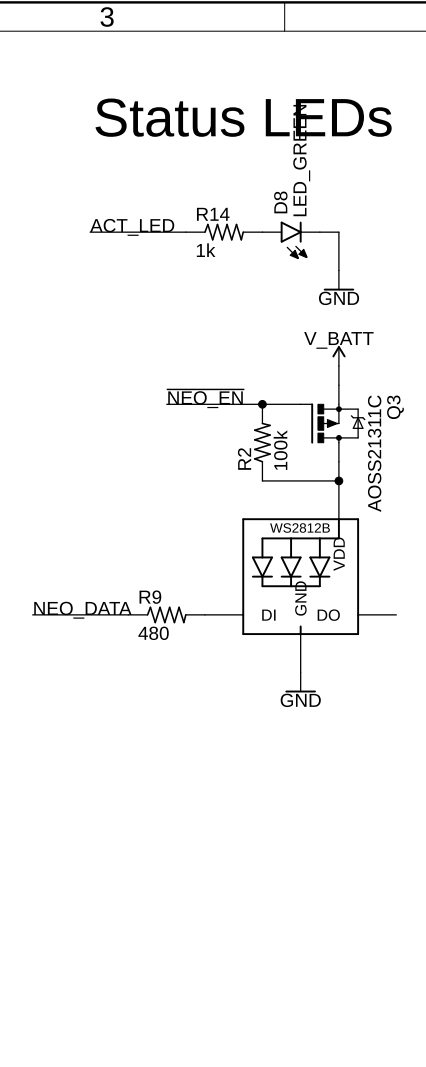 3
Status LEDs
D8
LED_GREEN
ACT_LED
R14
1k
GND
V_BATT
NEO_EN
R2
100k
AOSS21311C
Q3
WS2812B
VDD
GND
DI
DO
NEO_DATA
R9
480
GND